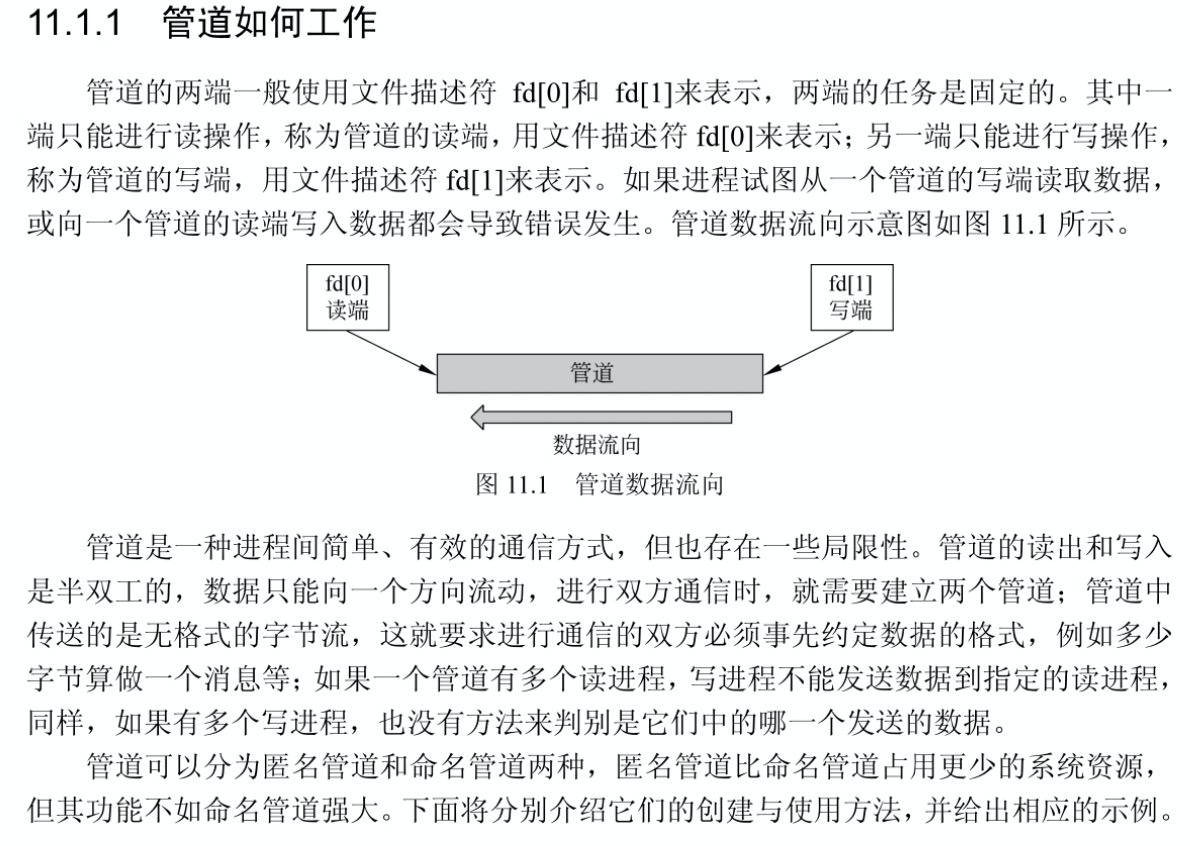 11.1.1 管道如何工作
管道的两端一般使用文件描述符 fd[0]和 fd[1]来表示，两端的任务是固定的。其中一
端只能进行读操作，称为管道的读端，用文件描述符 fd[0]来表示；另一端只能进行写操作，
称为管道的写端，用文件描述符 fd[1]来表示。如果进程试图从一个管道的写端读取数据，
或向一个管道的读端写入数据都会导致错误发生。管道数据流向示意图如图 11.1 所示。
fd[0]
读端
fd[1]
写端
管道
数据流向
图 11.1 管道数据流向
管道是一种进程间简单、有效的通信方式，但也存在一些局限性。管道的读出和写入
是半双工的，数据只能向一个方向流动，进行双方通信时，就需要建立两个管道；管道中
传送的是无格式的字节流，这就要求进行通信的双方必须事先约定数据的格式，例如多少
字节算做一个消息等；如果一个管道有多个读进程，写进程不能发送数据到指定的读进程，
同样，如果有多个写进程，也没有方法来判别是它们中的哪一个发送的数据。
管道可以分为匿名管道和命名管道两种，匿名管道比命名管道占用更少的系统资源，
但其功能不如命名管道强大。下面将分别介绍它们的创建与使用方法，并给出相应的示例。